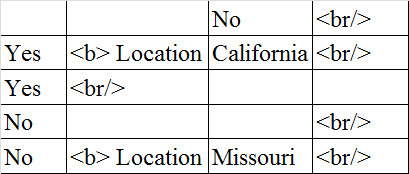 No <br/>
Yes <b> Location California <br/>
Yes <br/>
No <br/>
No <b> Location Missouri <br/>